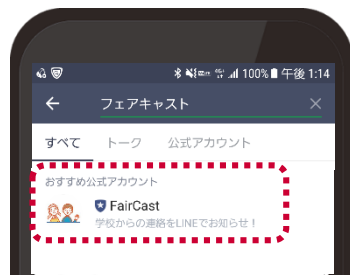 100% 午後 1:14
フェアキャスト
すべて トーク 公式アカウント
おすすめ公式アカウント
FairCast
学校からの連絡をLINEでお知らせ！